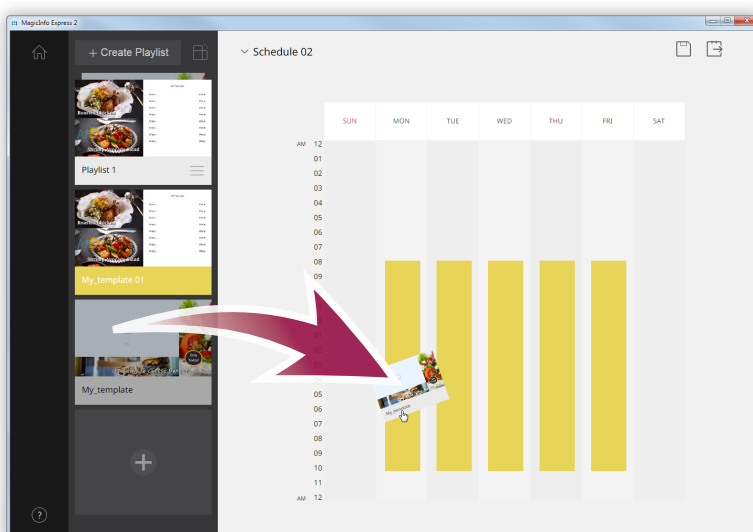 MagicInfo Express 2
+ Create Playlist
Schedule 02
Playlist 1
My_template 01
My_template
SUN MON TUE WED THU FRI SAT
AM 12
01
02
03
04
05
06
07
08
09
05
06
07
08
09
10
11
AM 12
My_template
?